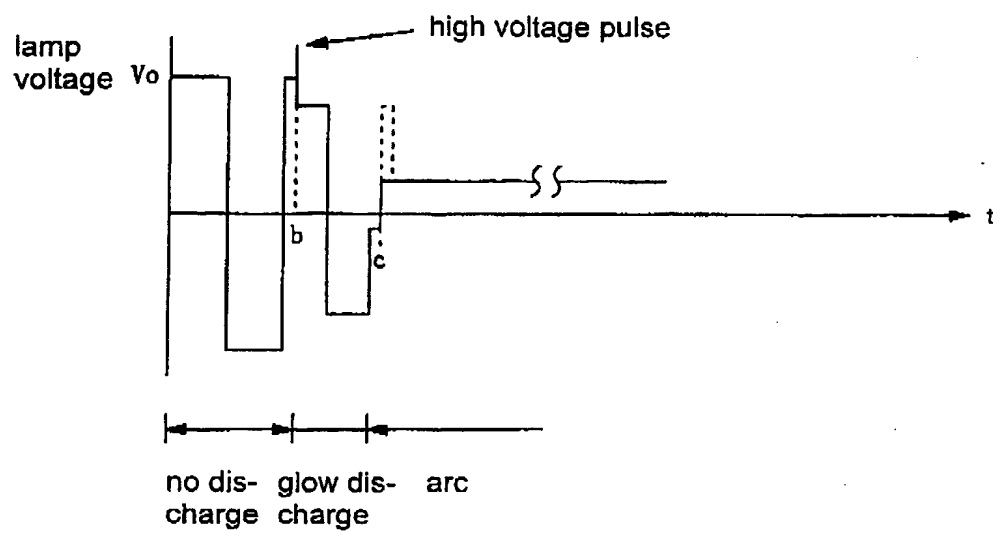 high voltage pulse
lamp
voltage
Vo
t
b
c
no dis-
charge
glow dis-
charge
arc